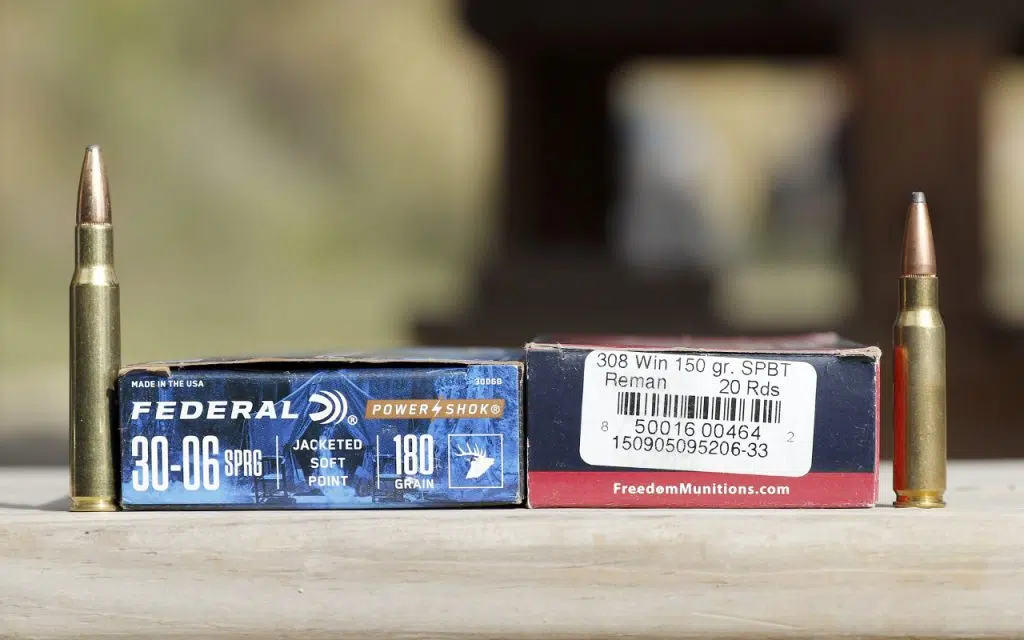 MADE IN THE USA
3006B
FEDERAL ®
POWER SHOK®
30-06 SPRG
JACKETED
SOFT
POINT
180
GRAIN
308 Win 150 gr. SPBT
Reman 20 Rds
8 50016 00464 2
150905095206-33
FreedomMunitions.com